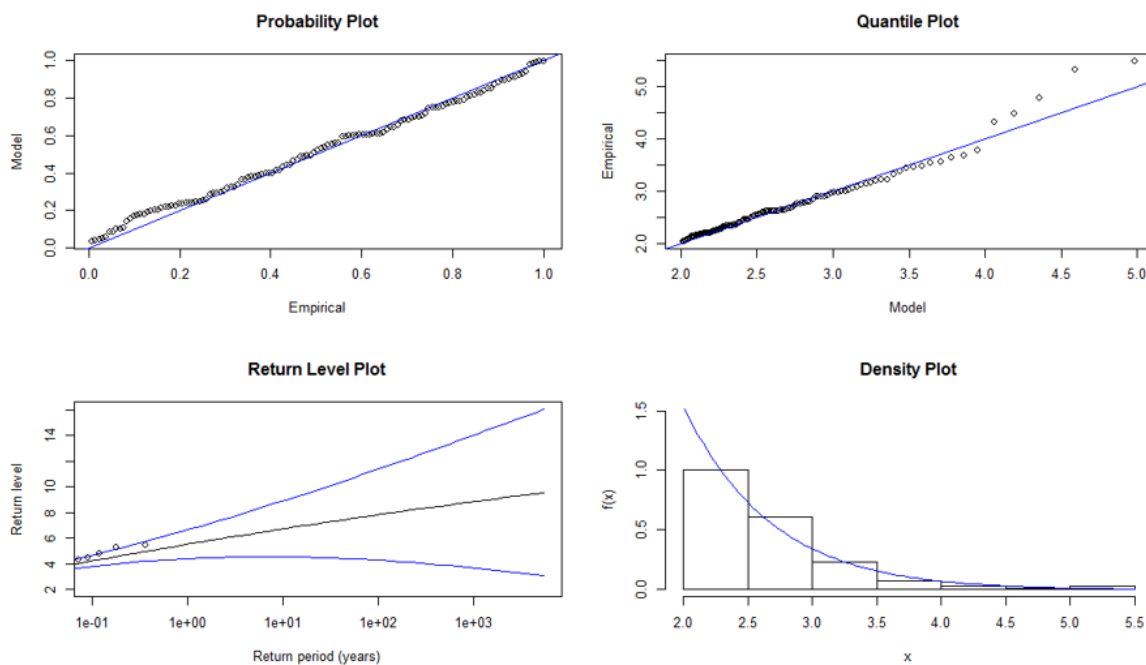 Probability Plot
1.0
0.8
0.6
0.4
0.2
0.0
Model
0.0 0.2 0.4 0.6 0.8 1.0
Empirical
Quantile Plot
5.0
4.0
3.0
2.0
Empirical
2.0 2.5 3.0 3.5 4.0 4.5 5.0
Model
Return Level Plot
14
10
8
6
4
2
Return level
1e-01 1e+00 1e+01 1e+02 1e+03
Return period (years)
Density Plot
1.5
1.0
0.5
0.0
f(x)
2.0 2.5 3.0 3.5 4.0 4.5 5.0 5.5
x